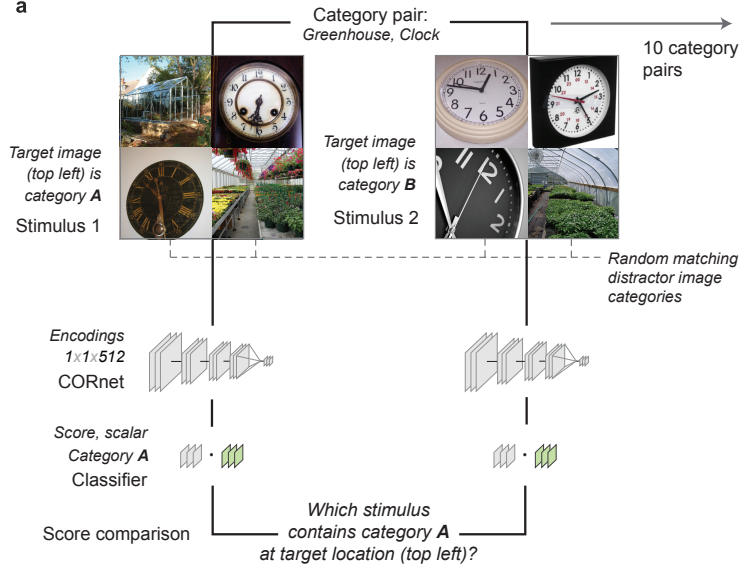 a
Category pair:
Greenhouse, Clock
10 category
pairs
Target image
(top left) is
category A
Stimulus 1
Target image
(top left) is
category B
Stimulus 2
Random matching
distractor image
categories
Encodings
1x1x512
CORnet
Score, scalar
Category A
Classifier
Score comparison
Which stimulus
contains category A
at target location (top left)?